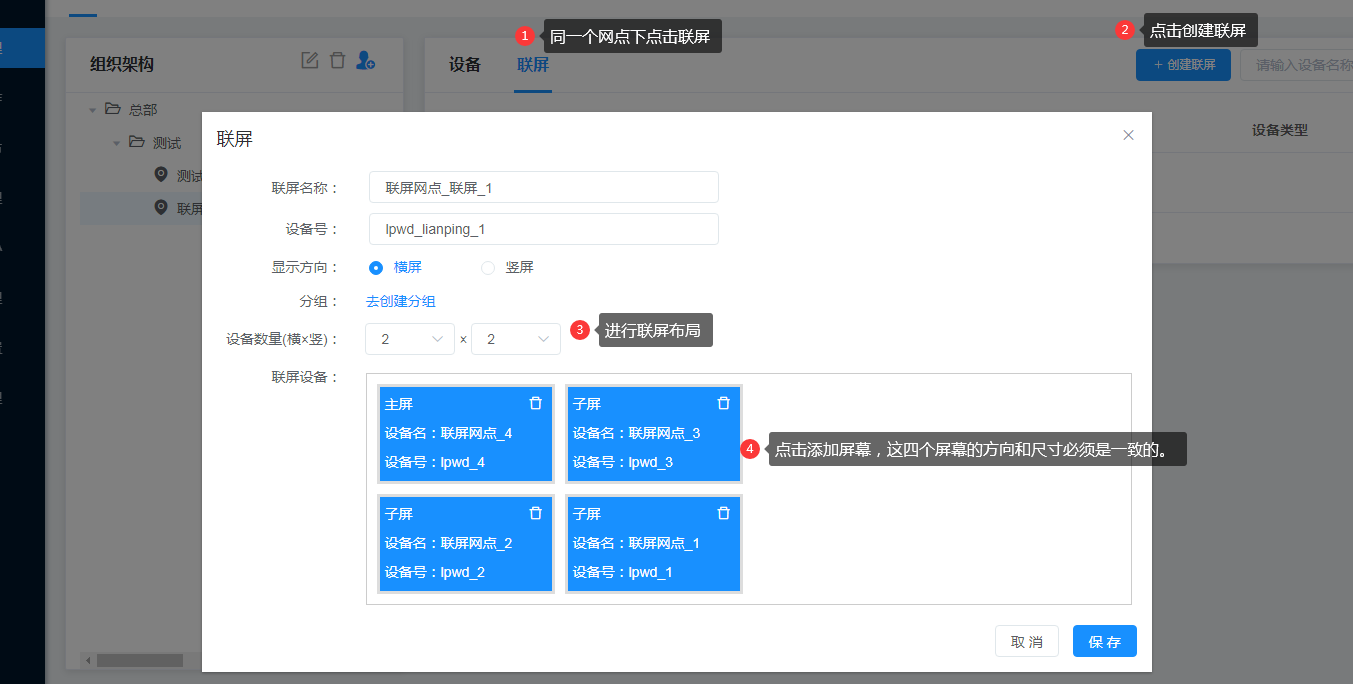 1 同一个网点下点击联屏
2 点击创建联屏
组织架构
设备 联屏
+ 创建联屏
请输入设备名称
总部
测试
测试
联屏
设备类型
联屏
联屏名称：
联屏网点_联屏_1
设备号：
lpwd_lianping_1
显示方向：
横屏 竖屏
分组：
去创建分组
设备数量(横×竖)：
2 x 2
3 进行联屏布局
联屏设备：
主屏
设备名：联屏网点_4
设备号：lpwd_4
子屏
设备名：联屏网点_3
设备号：lpwd_3
4 点击添加屏幕，这四个屏幕的方向和尺寸必须是一致的。
子屏
设备名：联屏网点_2
设备号：lpwd_2
子屏
设备名：联屏网点_1
设备号：lpwd_1
取 消
保 存